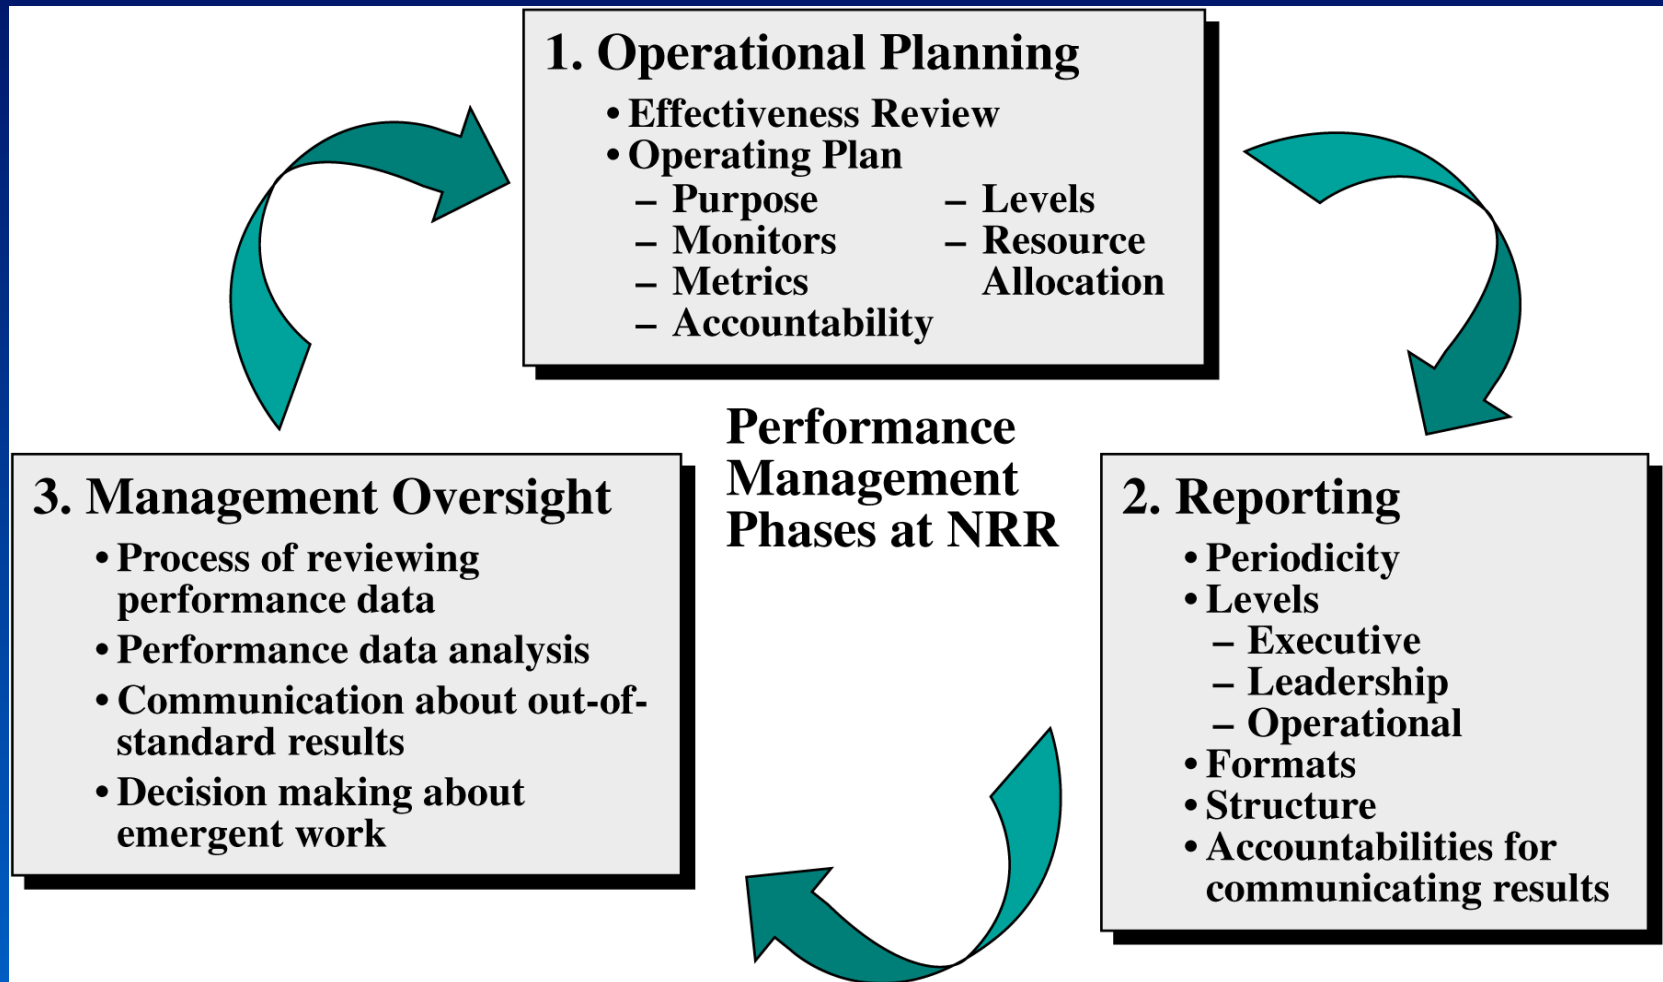 1. Operational Planning
• Effectiveness Review
• Operating Plan
– Purpose
– Monitors
– Metrics
– Accountability
– Levels
– Resource
Allocation
Performance
Management
Phases at NRR
2. Reporting
• Periodicity
• Levels
– Executive
– Leadership
– Operational
• Formats
• Structure
• Accountabilities for
communicating results
3. Management Oversight
• Process of reviewing
performance data
• Performance data analysis
• Communication about out-of-
standard results
• Decision making about
emergent work